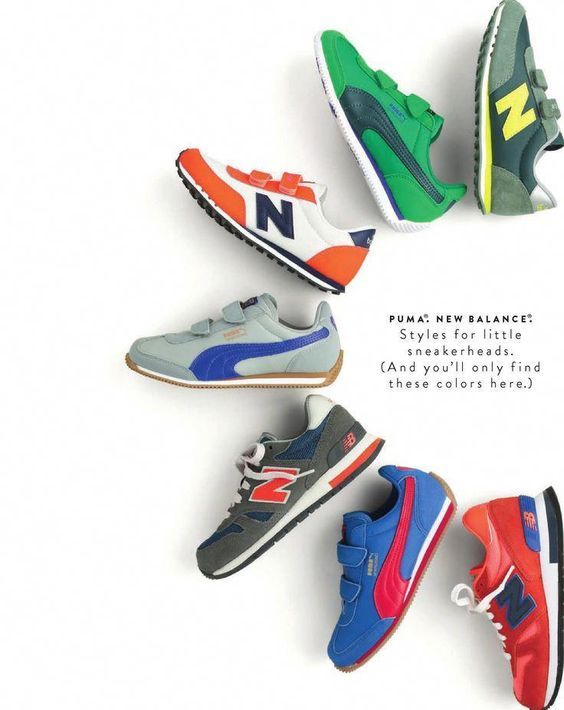 N
N
PUMA®. NEW BALANCE®.
Styles for little
sneakerheads.
(And you'll only find
these colors here.)
N
N